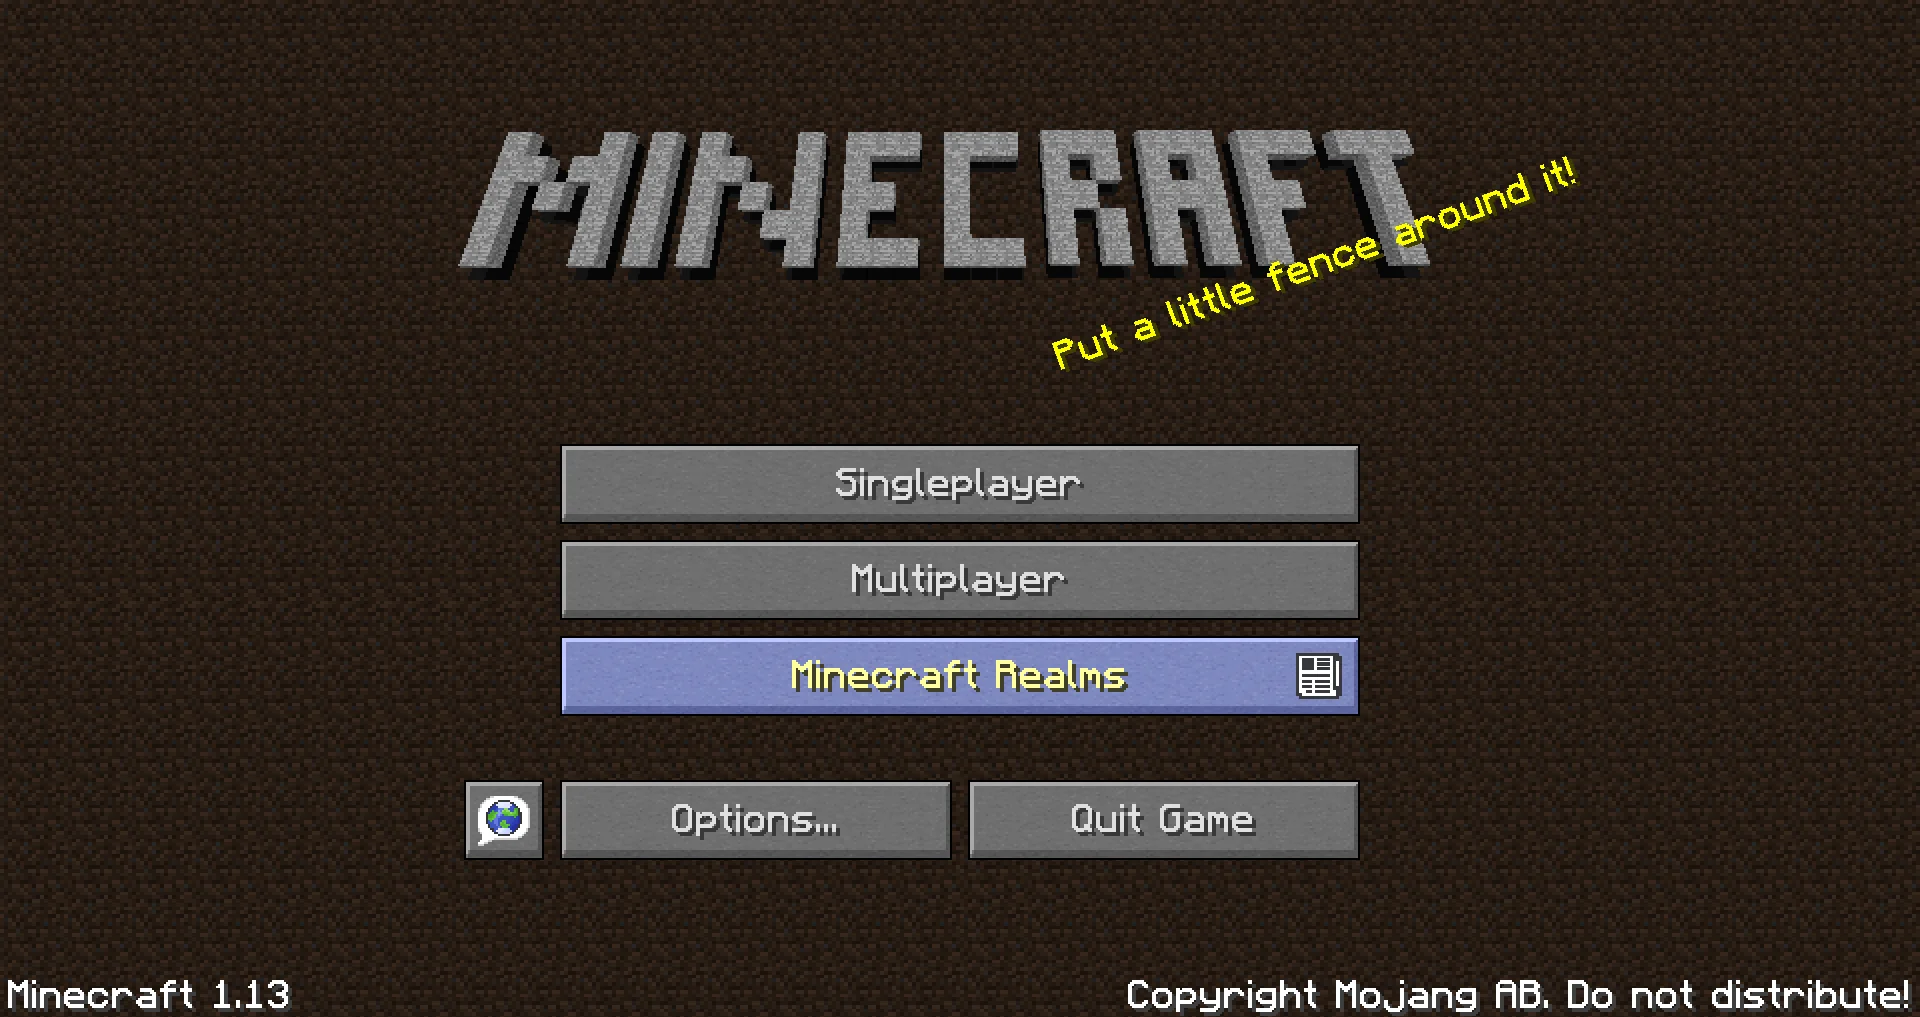 MINECRAFT
Put a little fence around it!
Singleplayer
Multiplayer
Minecraft Realms
Options...
Quit Game
Minecraft 1.13
Copyright Mojang AB. Do not distribute!